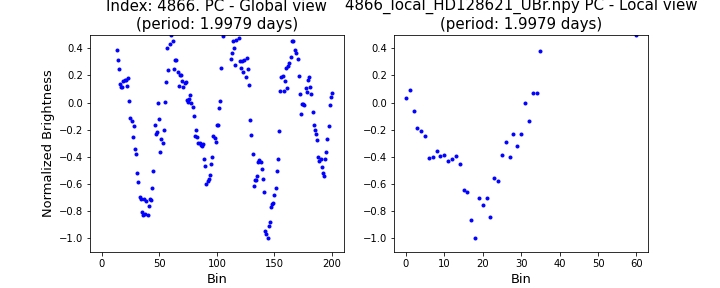 Index: 4866. PC - Global view
(period: 1.9979 days)
4866_local_HD128621_UBr.npy PC - Local view
(period: 1.9979 days)
Normalized Brightness
0.4
0.2
0.0
−0.2
−0.4
−0.6
−0.8
−1.0
0 50 100 150 200
Bin
0.4
0.2
0.0
−0.2
−0.4
−0.6
−0.8
−1.0
0 10 20 30 40 50 60
Bin